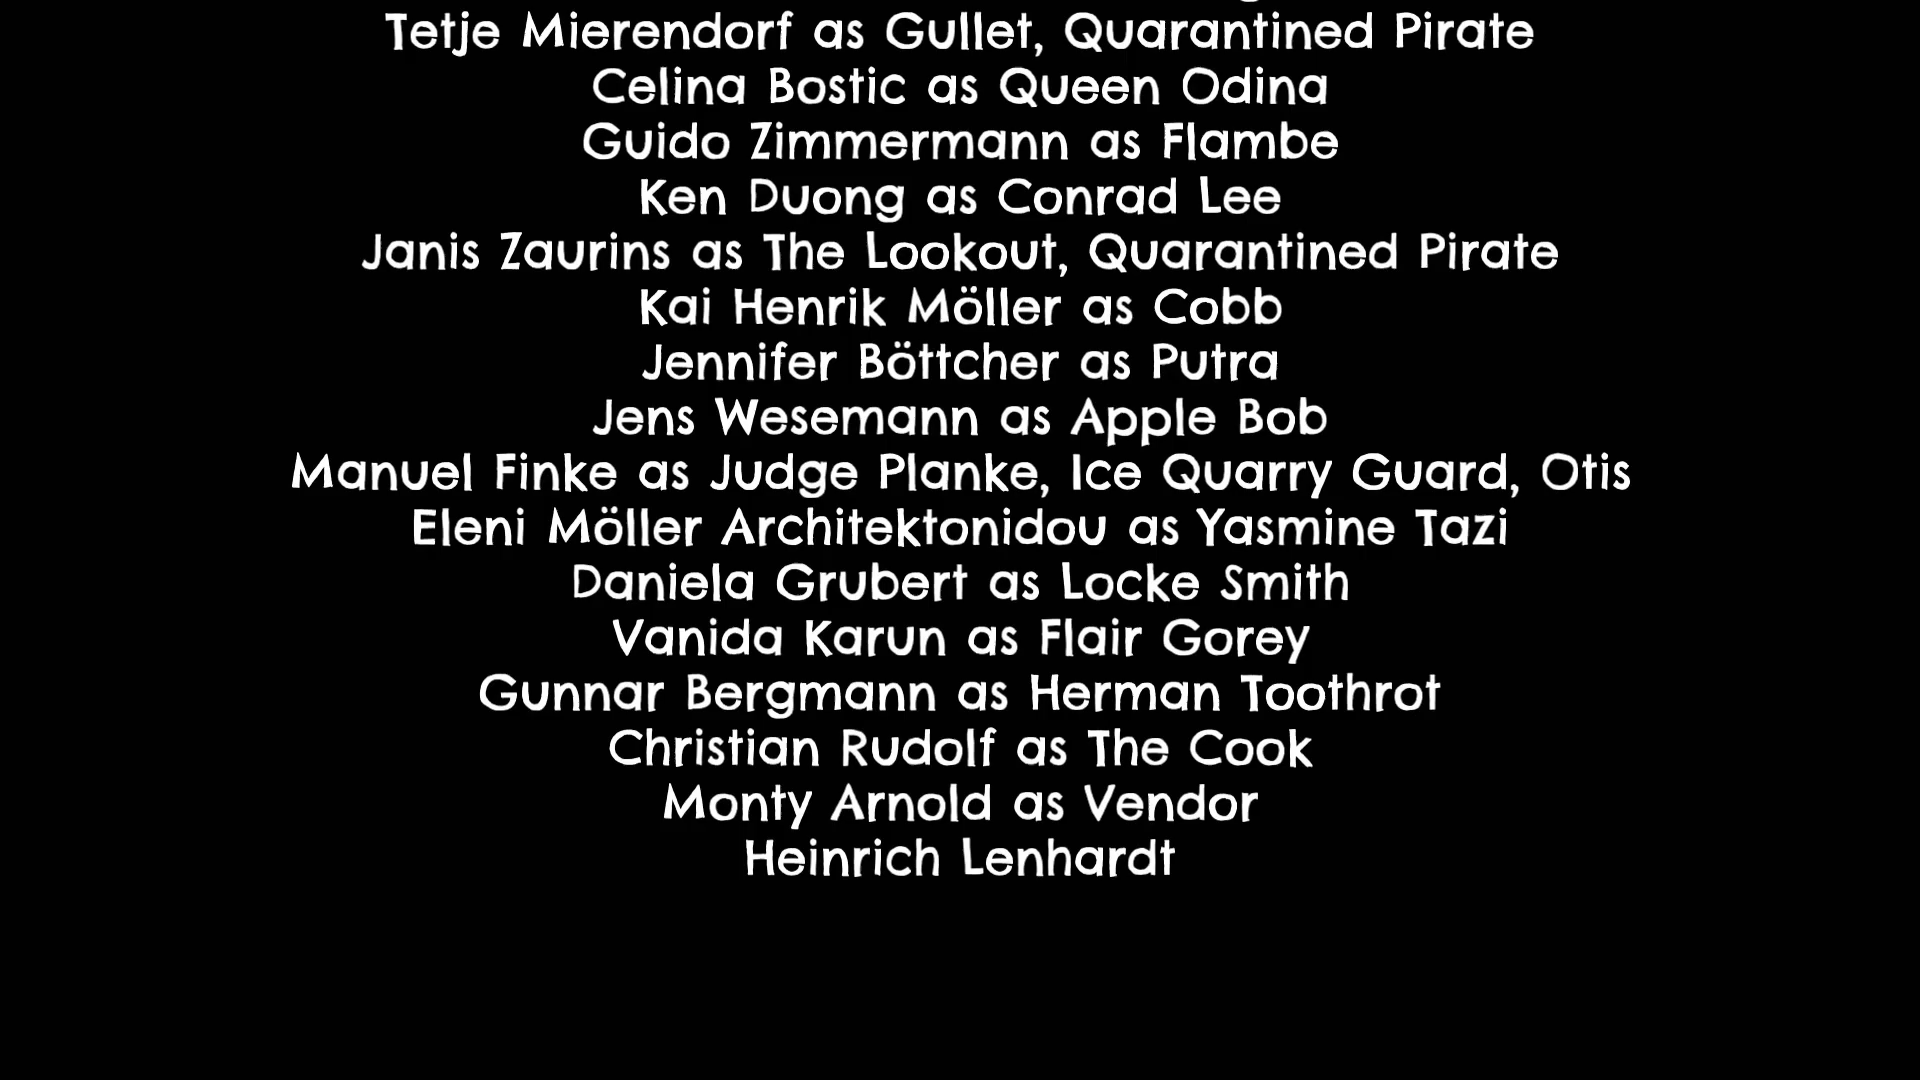 Tetje Mierendorf as Gullet, Quarantined Pirate
Celina Bostic as Queen Odina
Guido Zimmermann as Flambe
Ken Duong as Conrad Lee
Janis Zaurins as The Lookout, Quarantined Pirate
Kai Henrik Möller as Cobb
Jennifer Böttcher as Putra
Jens Wesemann as Apple Bob
Manuel Finke as Judge Planke, Ice Quarry Guard, Otis
Eleni Möller Architektonidou as Yasmine Tazi
Daniela Grubert as Locke Smith
Vanida Karun as Flair Gorey
Gunnar Bergmann as Herman Toothrot
Christian Rudolf as The Cook
Monty Arnold as Vendor
Heinrich Lenhardt